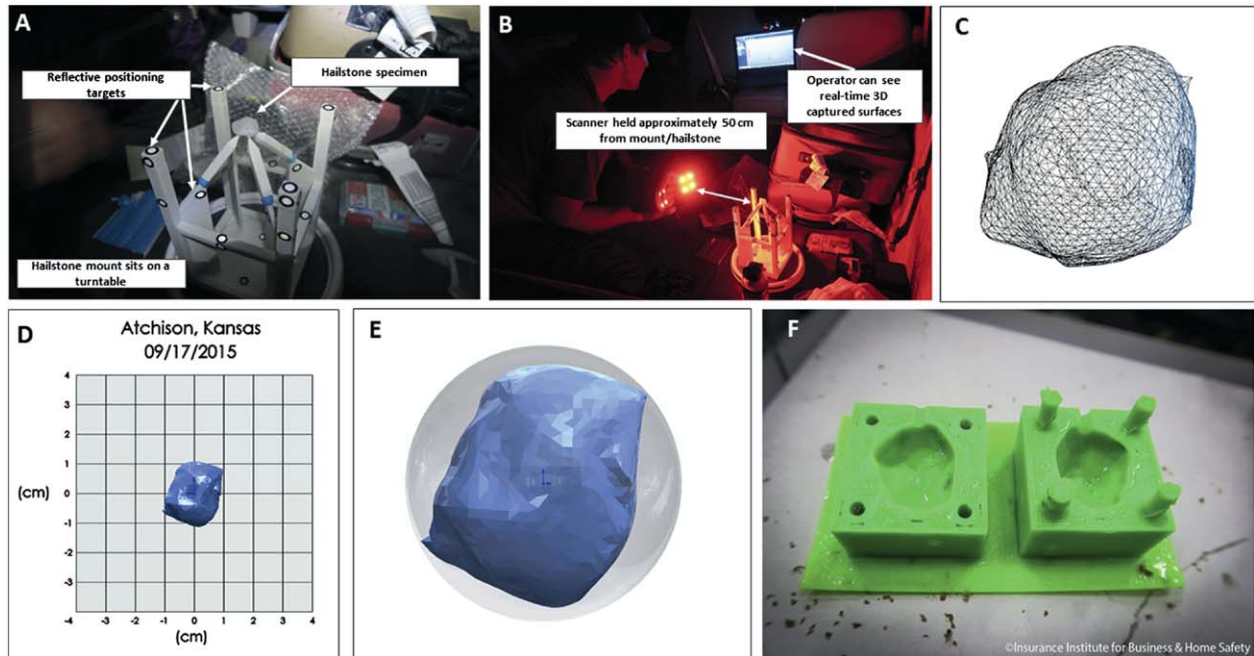 A
Reflective positioning
targets
Hailstone specimen
Hailstone mount sits on a
turntable
B
Operator can see
real-time 3D
captured surfaces
Scanner held approximately 50 cm
from mount/hailstone
C
D
Atchison, Kansas
09/17/2015
4
3
2
1
(cm)
0
-1
-2
-3
-4 -3 -2 -1 0 1 2 3 4
(cm)
E
F
©Insurance Institute for Business & Home Safety